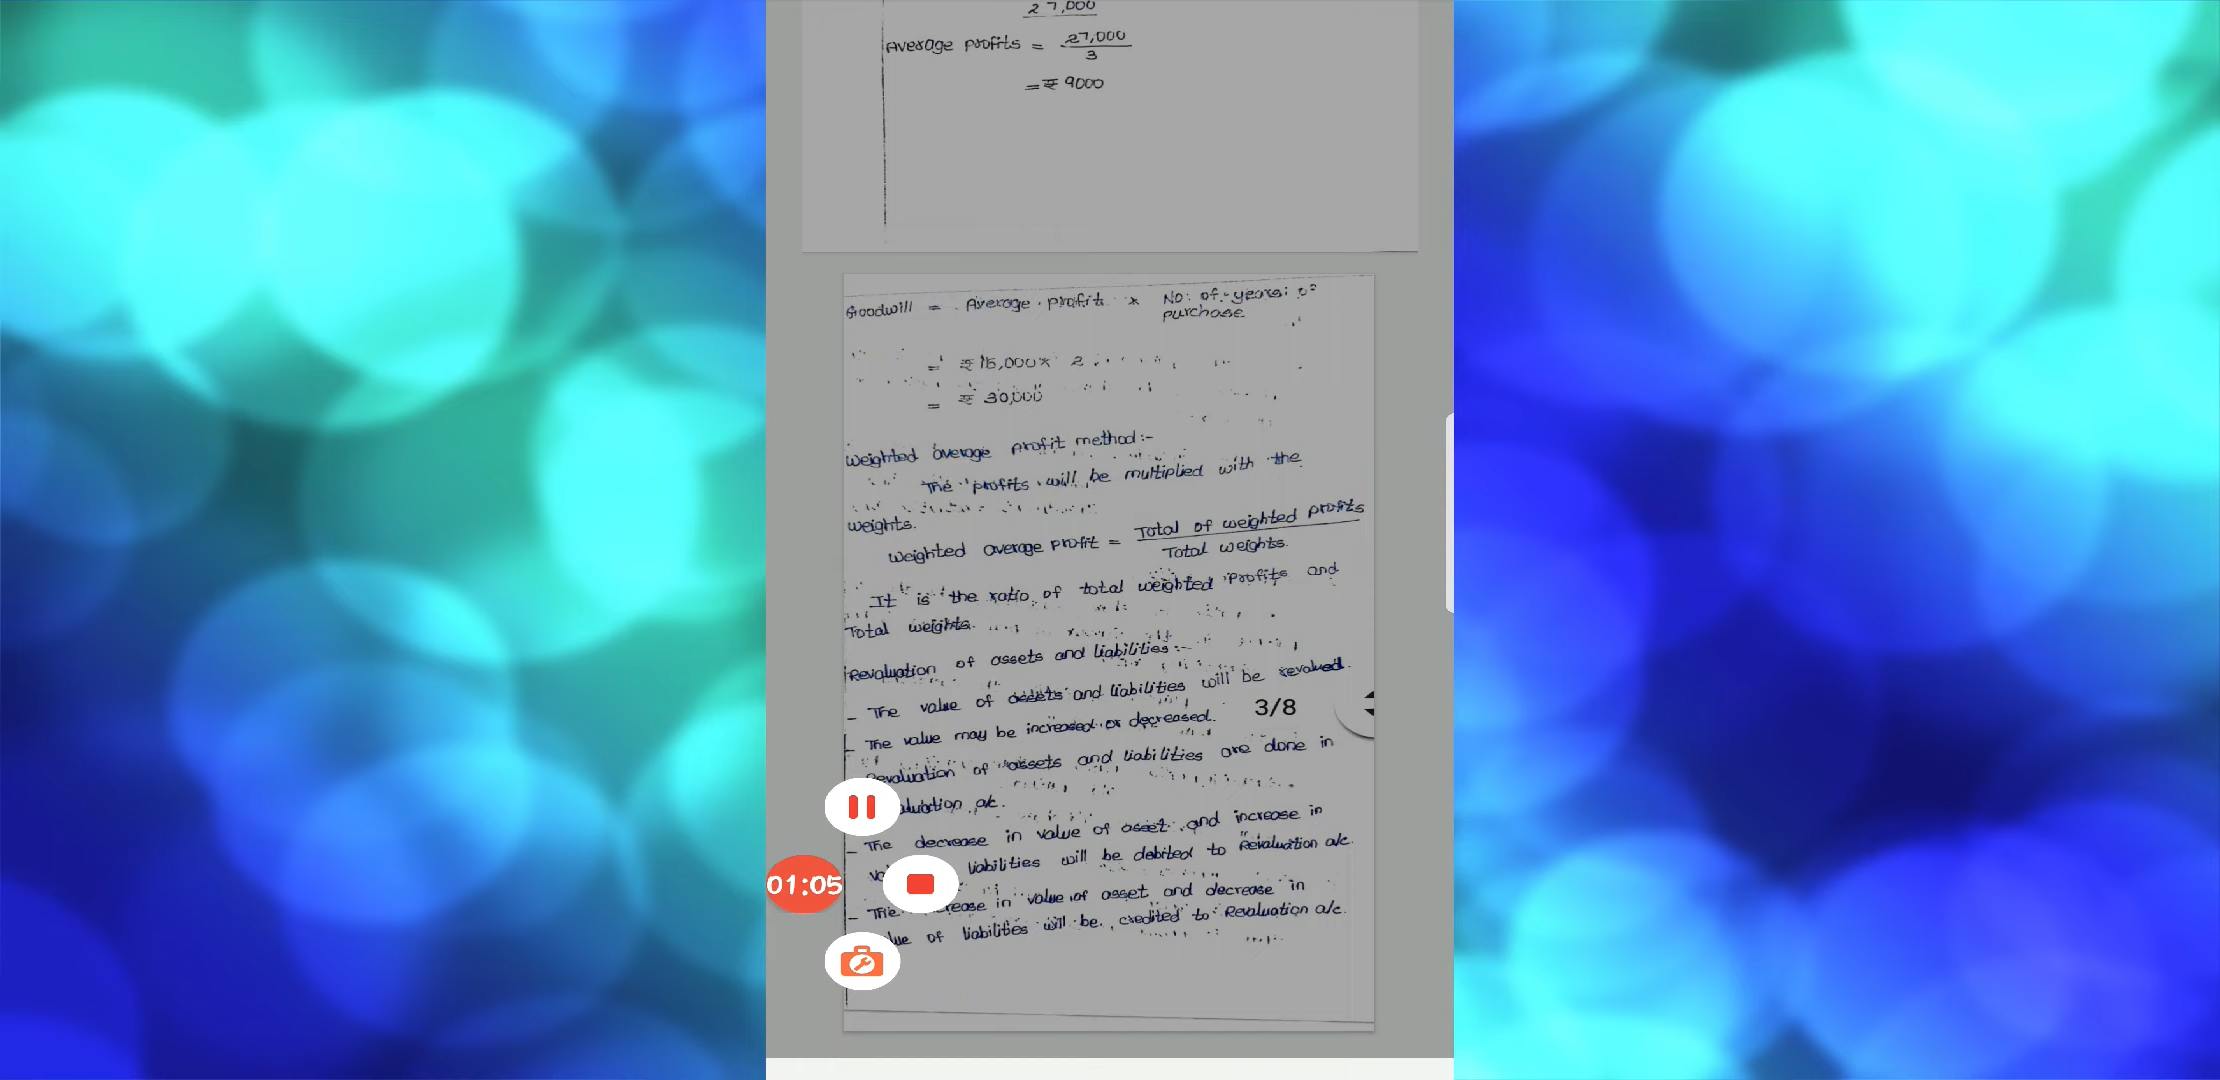 27,000
Average profits = 27,000
3
= ₹ 9000
Goodwill = Average profit × No: of years: of
purchase
= ₹ 15,000 × 2
= ₹ 30,000
Weighted average profit method:-
The profits will be multiplied with the
weights.
Weighted average profit = Total of weighted profits
Total weights.
It is the ratio of total weighted profits and
Total weights.
Revaluation of assets and liabilities:-
- The value of assets and liabilities will be revalued.
3/8
- The value may be increased or decreased.
Revaluation of assets and liabilities are done in
aluation a/c.
- The decrease in value of asset and increase in
liabilities will be debited to Revaluation a/c.
01:05
- The rease in value of asset and decrease in
lue of liabilities will be credited to Revaluation a/c.